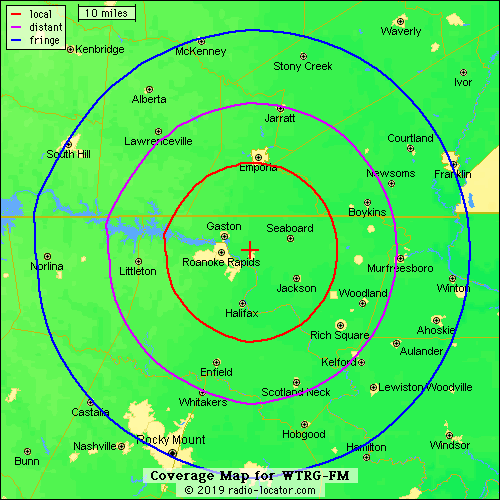 local
distant
fringe
10 miles
Waverly
Kenbridge
McKenney
Stony Creek
Ivor
Alberta
Jarratt
Lawrenceville
Courtland
South Hill
Emporia
Franklin
Newsoms
Boykins
Gaston
Seaboard
Norlina
Littleton
Roanoke Rapids
Murfreesboro
Jackson
Winton
Woodland
Halifax
Rich Square
Ahoskie
Aulander
Enfield
Kelford
Whitakers
Scotland Neck
Lewiston Woodville
Castalia
Hobgood
Rocky Mount
Windsor
Nashville
Hamilton
Bunn
Coverage Map for WTRG-FM
© 2019 radio-locator.com